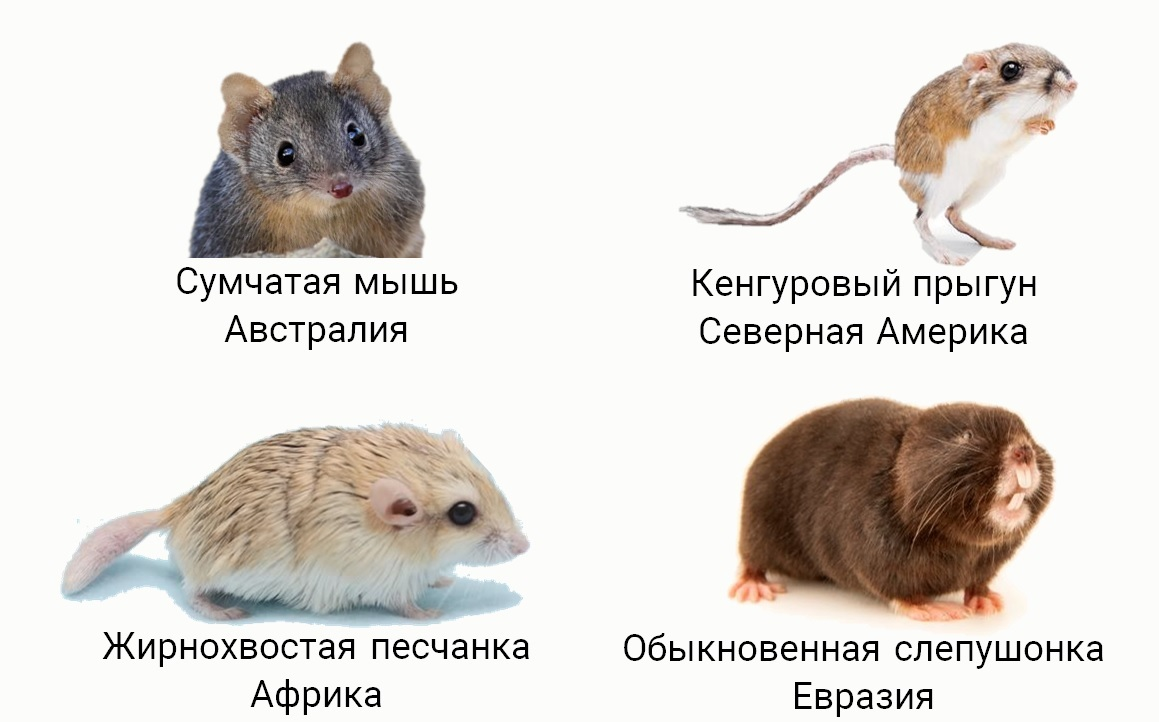 Сумчатая мышь
Австралия
Кенгуровый прыгун
Северная Америка
Жирнохвостая песчанка
Африка
Обыкновенная слепушонка
Евразия